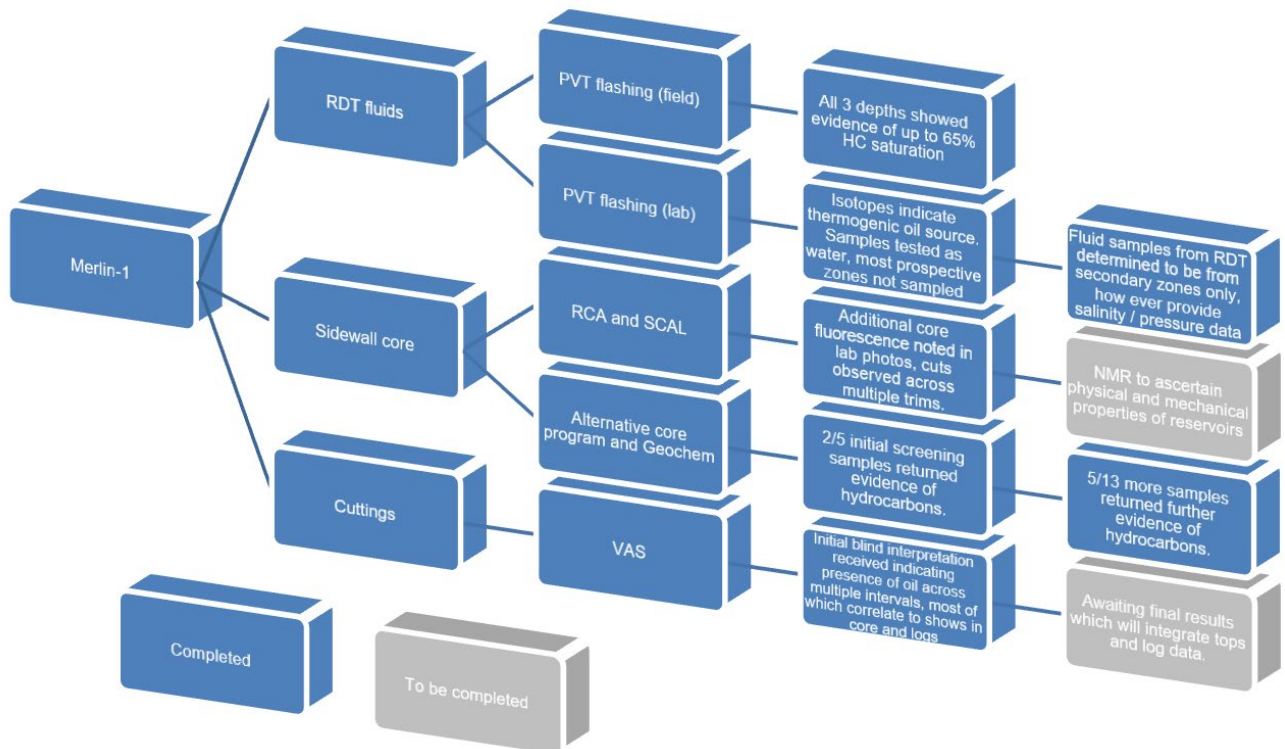 Merlin-1
RDT fluids
Sidewall core
Cuttings
PVT flashing (field)
PVT flashing (lab)
RCA and SCAL
Alternative core
program and Geochem
VAS
All 3 depths showed
evidence of up to 65%
HC saturation
Isotopes indicate
thermogenic oil source.
Samples tested as
water, most prospective
zones not sampled
Additional core
fluorescence noted in
lab photos, cuts
observed across
multiple trims.
2/5 initial screening
samples returned
evidence of
hydrocarbons.
Initial blind interpretation
received indicating
presence of oil across
multiple intervals, most of
which correlate to shows in
core and logs
Fluid samples from RDT
determined to be from
secondary zones only,
how ever provide
salinity / pressure data
NMR to ascertain
physical and mechanical
properties of reservoirs
5/13 more samples
returned further
evidence of
hydrocarbons.
Awaiting final results
which will integrate tops
and log data.
Completed
To be completed